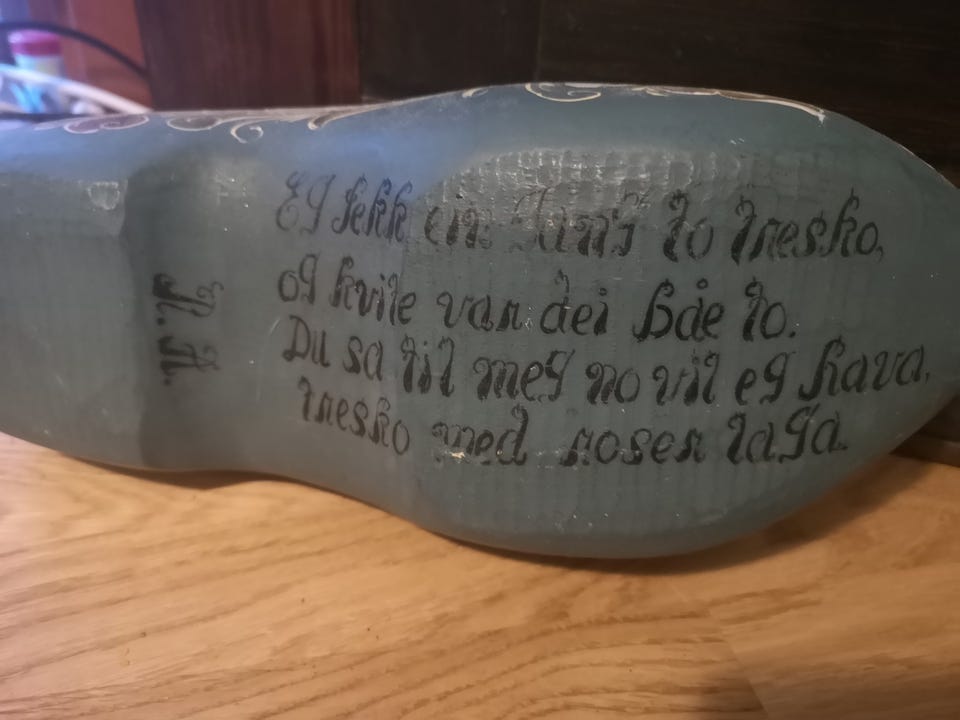 Eg fekk ein gang to tresko,
og kvite var dei båe to.
Du sa til meg no vil eg hava,
tresko med roser laga.